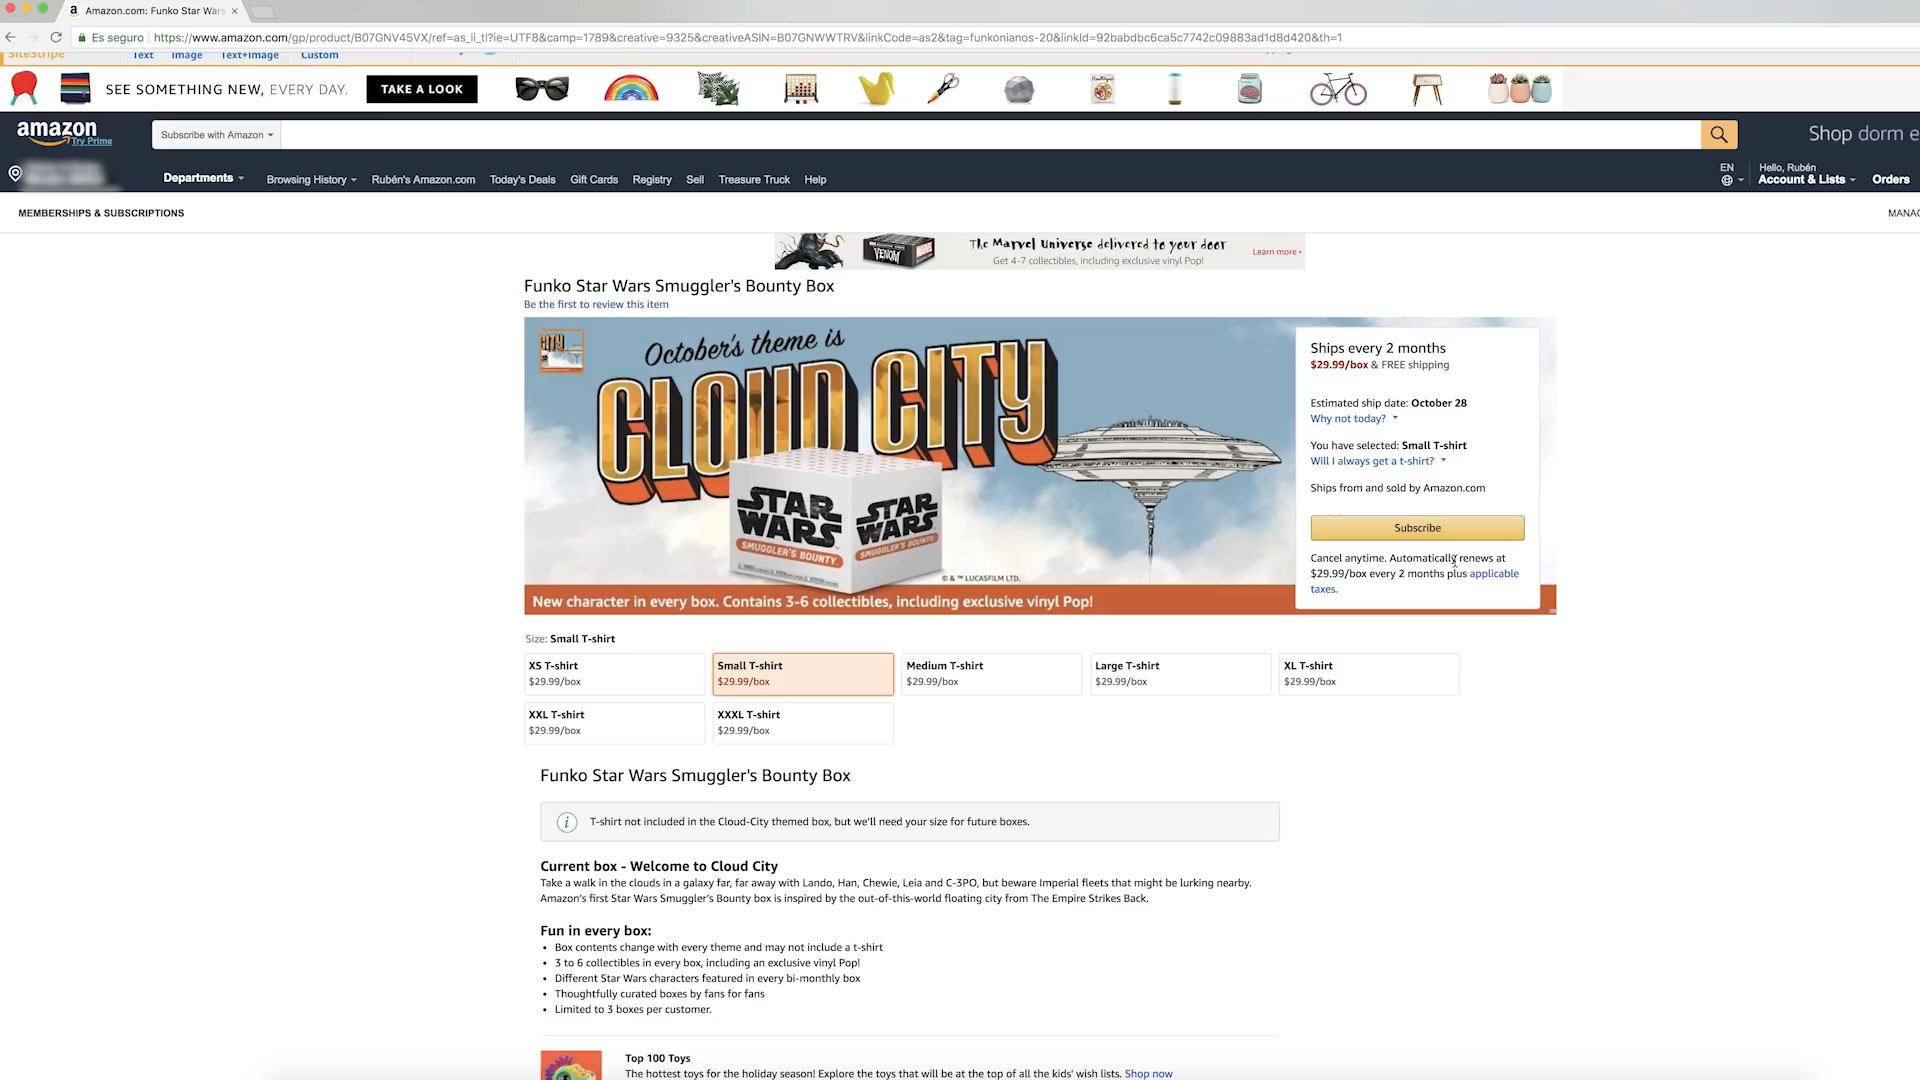 Amazon.com: Funko Star Wars
Es seguro
https://www.amazon.com/gp/product/B07GNV45VX/ref=as_li_tl?ie=UTF8&camp=1789&creative=9325&creativeASIN=B07GNWWTRV&linkCode=as2&tag=funkonianos-20&linkId=92babdbc6ca5c7742c09883ad1d8d420&th=1
SiteStripe Text Image Text+Image Custom
SEE SOMETHING NEW, EVERY DAY. TAKE A LOOK
amazon
Try Prime
Subscribe with Amazon
Shop dorm e
Departments Browsing History Rubén's Amazon.com Today's Deals Gift Cards Registry Sell Treasure Truck Help
EN
Hello, Rubén
Account & Lists
Orders
MEMBERSHIPS & SUBSCRIPTIONS
MANAG
VENOM
MARVEL
The Marvel Universe delivered to your door
Get 4-7 collectibles, including exclusive vinyl Pop!
Learn more
Funko Star Wars Smuggler's Bounty Box
Be the first to review this item
CITY
October's theme is
CLOUD CITY
STAR WARS
SMUGGLER'S BOUNTY
STAR WARS
SMUGGLER'S BOUNTY
© & ™ LUCASFILM LTD.
New character in every box. Contains 3-6 collectibles, including exclusive vinyl Pop!
Ships every 2 months
$29.99/box & FREE shipping
Estimated ship date: October 28
Why not today?
You have selected: Small T-shirt
Will I always get a t-shirt?
Ships from and sold by Amazon.com
Subscribe
Cancel anytime. Automatically renews at
$29.99/box every 2 months plus applicable
taxes.
Size: Small T-shirt
XS T-shirt
$29.99/box
Small T-shirt
$29.99/box
Medium T-shirt
$29.99/box
Large T-shirt
$29.99/box
XL T-shirt
$29.99/box
XXL T-shirt
$29.99/box
XXXL T-shirt
$29.99/box
Funko Star Wars Smuggler's Bounty Box
T-shirt not included in the Cloud-City themed box, but we'll need your size for future boxes.
Current box - Welcome to Cloud City
Take a walk in the clouds in a galaxy far, far away with Lando, Han, Chewie, Leia and C-3PO, but beware Imperial fleets that might be lurking nearby.
Amazon's first Star Wars Smuggler's Bounty box is inspired by the out-of-this-world floating city from The Empire Strikes Back.
Fun in every box:
• Box contents change with every theme and may not include a t-shirt
• 3 to 6 collectibles in every box, including an exclusive vinyl Pop!
• Different Star Wars characters featured in every bi-monthly box
• Thoughtfully curated boxes by fans for fans
• Limited to 3 boxes per customer.
Top 100 Toys
The hottest toys for the holiday season! Explore the toys that will be at the top of all the kids' wish lists. Shop now